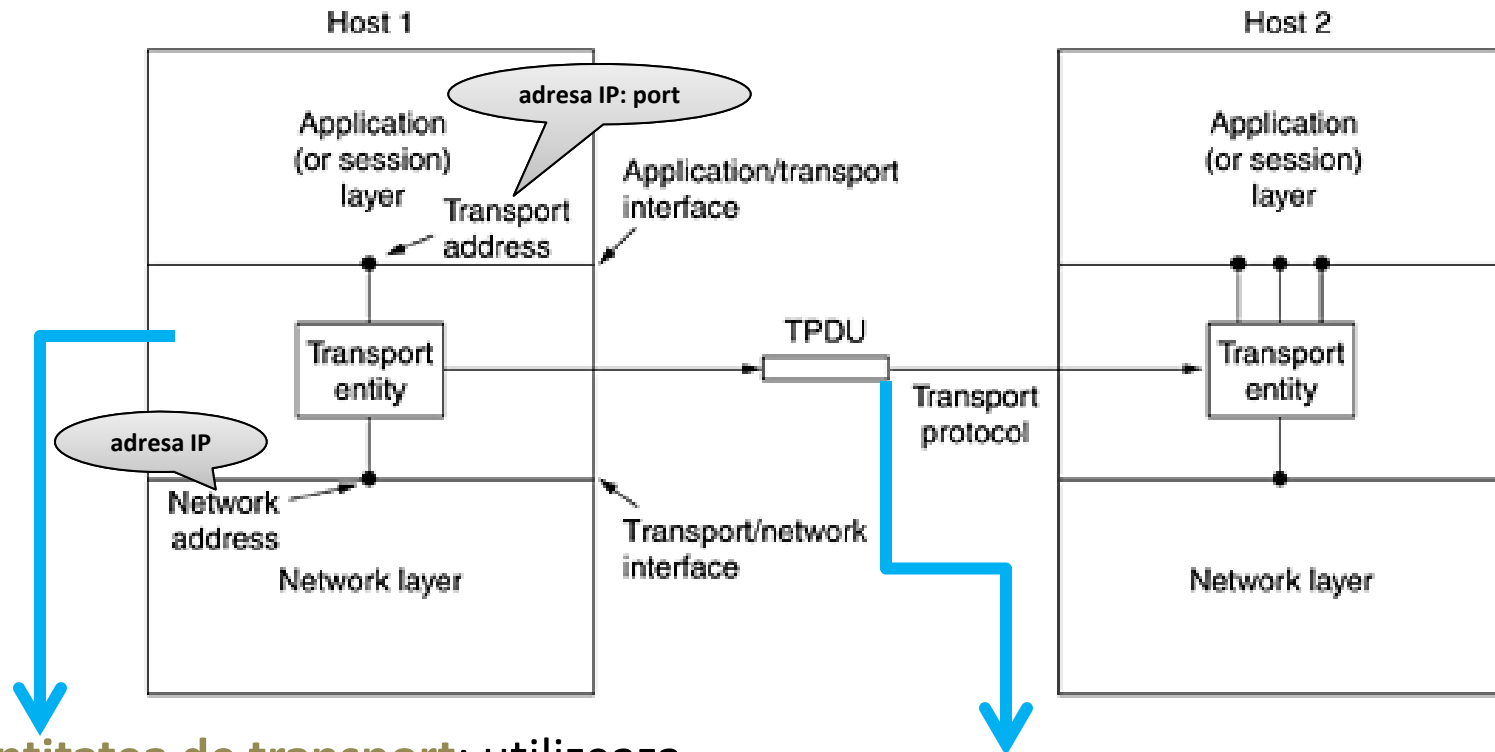 Host 1
Host 2
adresa IP: port
Application
(or session)
layer
Transport
address
Application/transport
interface
Application
(or session)
layer
Transport
entity
TPDU
Transport
protocol
Transport
entity
adresa IP
Network
address
Transport/network
interface
Network layer
Network layer
de transport: utilizeaza